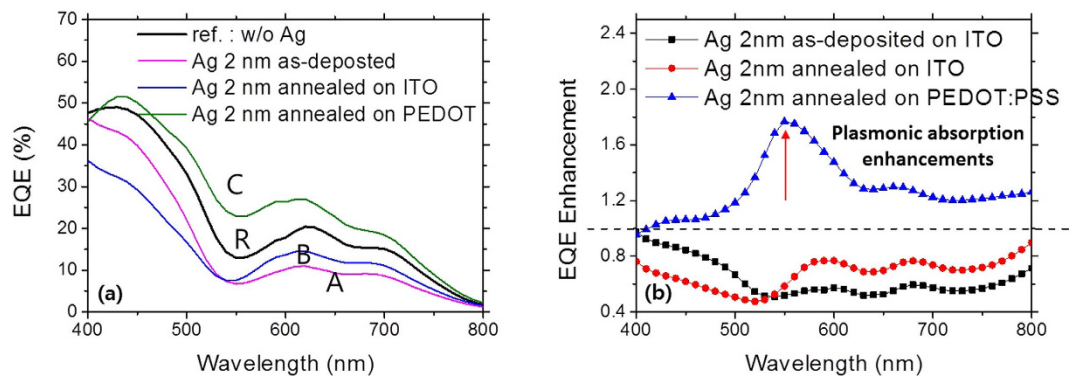 70
60
50
40
30
20
10
0
EQE (%)
ref. : w/o Ag
Ag 2 nm as-deposited
Ag 2 nm annealed on ITO
Ag 2 nm annealed on PEDOT
C
R
B
A
(a)
400 500 600 700 800
Wavelength (nm)
2.4
2.0
1.6
1.2
0.8
0.4
EQE Enhancement
Ag 2nm as-deposited on ITO
Ag 2nm annealed on ITO
Ag 2nm annealed on PEDOT:PSS
Plasmonic absorption
enhancements
(b)
400 500 600 700 800
Wavelength (nm)